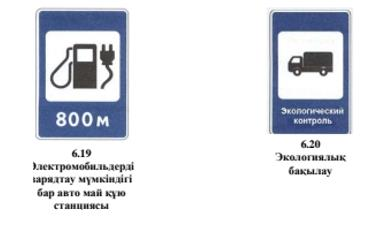 800м
6.19
Электромобильдерді
зарядтау мүмкіндігі
бар авто май құю
станциясы
Экологический
контроль
6.20
Экологиялық
бақылау